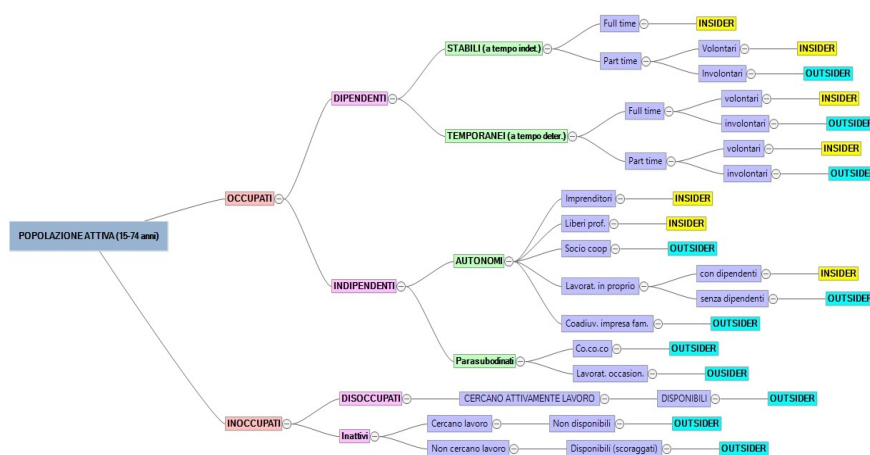 Full time INSIDER
STABILI (a tempo indet.)
Volontari INSIDER
Part time
Involontari OUTSIDER
DIPENDENTI
volontari INSIDER
Full time
involontari OUTSIDER
TEMPORANEI (a tempo deter.)
volontari INSIDER
Part time
involontari OUTSIDER
OCCUPATI
Imprenditori INSIDER
Liberi prof. INSIDER
POPOLAZIONE ATTIVA (15-74 anni)
Socio coop OUTSIDER
AUTONOMI
con dipendenti INSIDER
INDIPENDENTI
Lavorat. in proprio
senza dipendenti OUTSIDER
Coadiuv. impresa fam. OUTSIDER
Co.co.co OUTSIDER
Parasubodinati
Lavorat. occasion. OUSIDER
DISOCCUPATI CERCANO ATTIVAMENTE LAVORO DISPONIBILI OUTSIDER
INOCCUPATI
Cercano lavoro Non disponibili OUTSIDER
Inattivi
Non cercano lavoro Disponibili (scoraggati) OUTSIDER